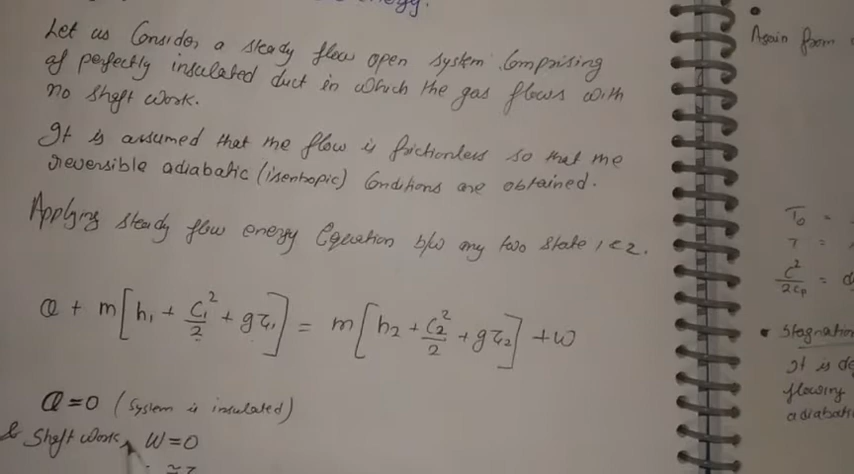 energy.
Let us Consider a steady flow open system Comprising
of perfectly insulated duct in which the gas flows with
no shaft work.
It is assumed that the flow is frictionless so that the
reversible adiabatic (isentropic) Conditions are obtained.
Applying steady flow energy Equation b/w any two state 1 & 2.
Q + m[h₁ + C₁²/2 + gz₁] = m[h₂ + C₂²/2 + gz₂] + W
Q = 0 (System is insulated)
& Shaft work, W = 0
≈ z
Again from
T₀ =
T =
C²/2Cp =
• Stagnation
It is de
flowing
adiabati